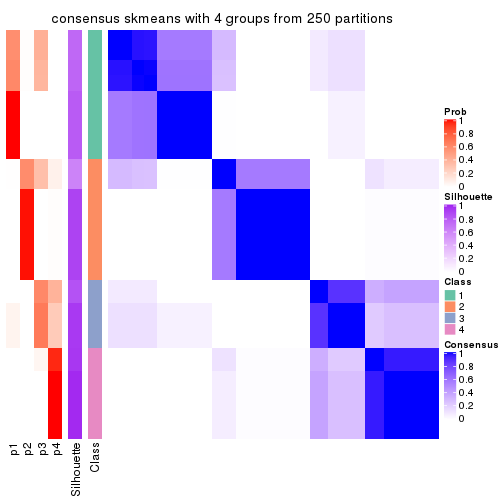 consensus skmeans with 4 groups from 250 partitions
Prob
1
0.8
0.6
0.4
0.2
0
Silhouette
1
0.8
0.6
0.4
0.2
0
Class
1
2
3
4
Consensus
1
0.8
0.6
0.4
0.2
0
p1
p2
p3
p4
Silhouette
Class